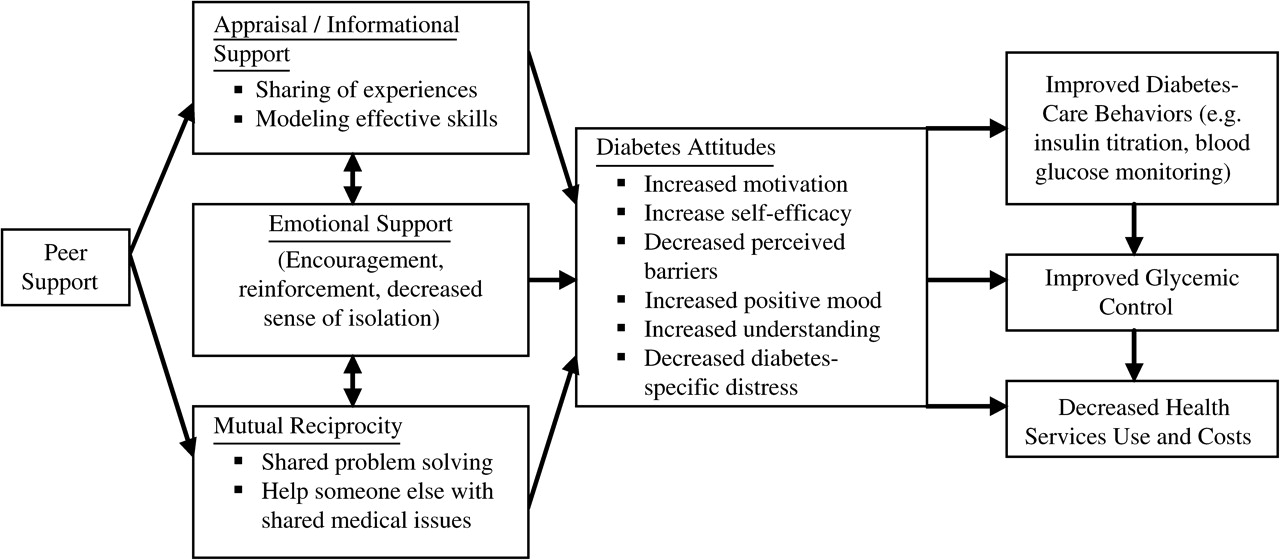 Peer
Support
Appraisal / Informational
Support
▪ Sharing of experiences
▪ Modeling effective skills
Emotional Support
(Encouragement,
reinforcement, decreased
sense of isolation)
Mutual Reciprocity
▪ Shared problem solving
▪ Help someone else with
shared medical issues
Diabetes Attitudes
▪ Increased motivation
▪ Increase self-efficacy
▪ Decreased perceived
barriers
▪ Increased positive mood
▪ Increased understanding
▪ Decreased diabetes-
specific distress
Improved Diabetes-
Care Behaviors (e.g.
insulin titration, blood
glucose monitoring)
Improved Glycemic
Control
Decreased Health
Services Use and Costs